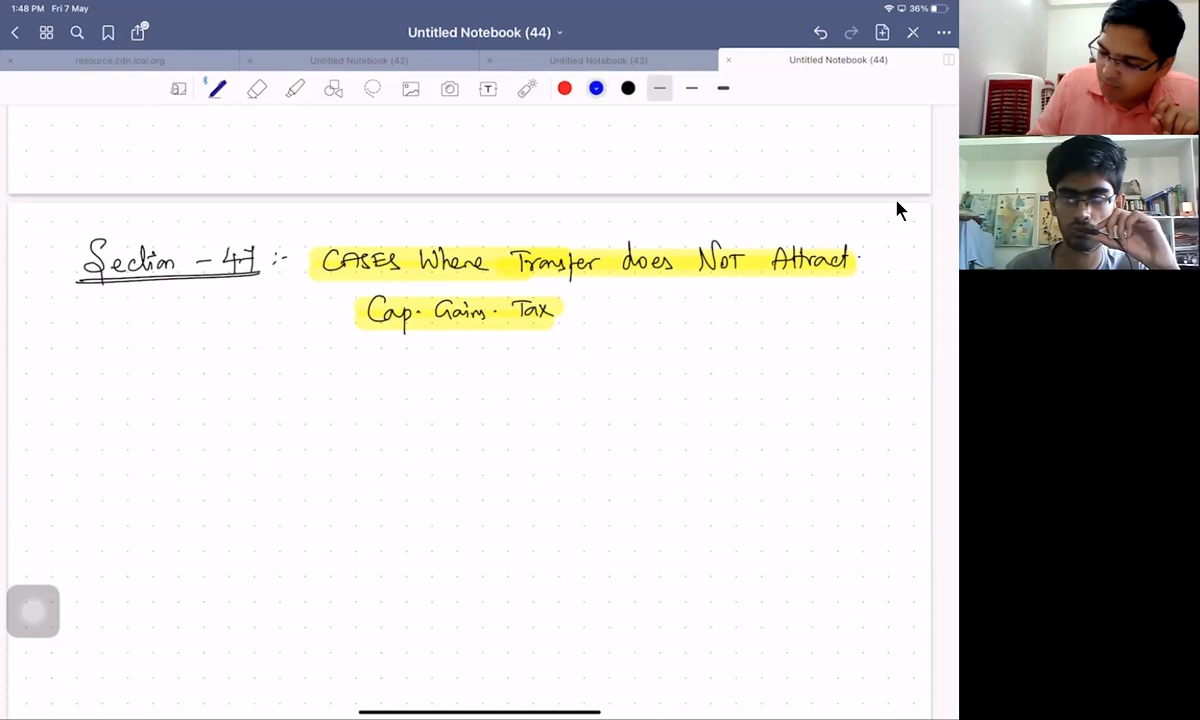 1:48 PM Fri 7 May
36%
Untitled Notebook (44)
resource.cdn.icai.org
Untitled Notebook (42)
Untitled Notebook (43)
Untitled Notebook (44)
T
Section - 47 :- CASES Where Transfer does NOT Attract.
Cap. Gains. Tax